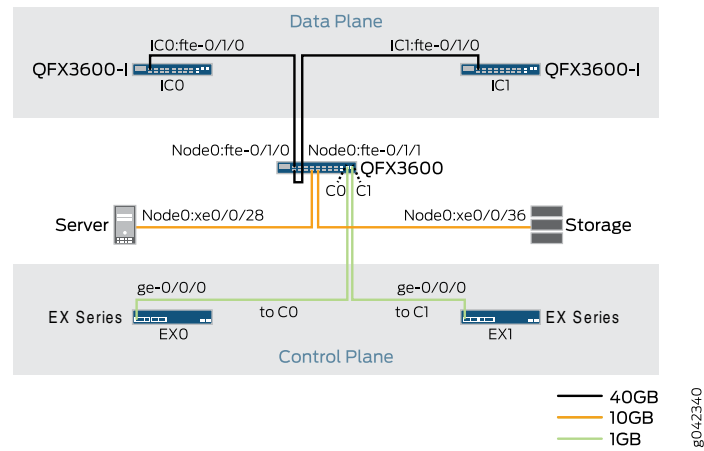 Data Plane
IC0:fte-0/1/0
IC1:fte-0/1/0
QFX3600-I
IC0
IC1
QFX3600-I
Node0:fte-0/1/0
Node0:fte-0/1/1
QFX3600
C0
C1
Server
Node0:xe0/0/28
Node0:xe0/0/36
Storage
ge-0/0/0
ge-0/0/0
EX Series
to C0
to C1
EX Series
EX0
EX1
Control Plane
40GB
10GB
1GB
g042340